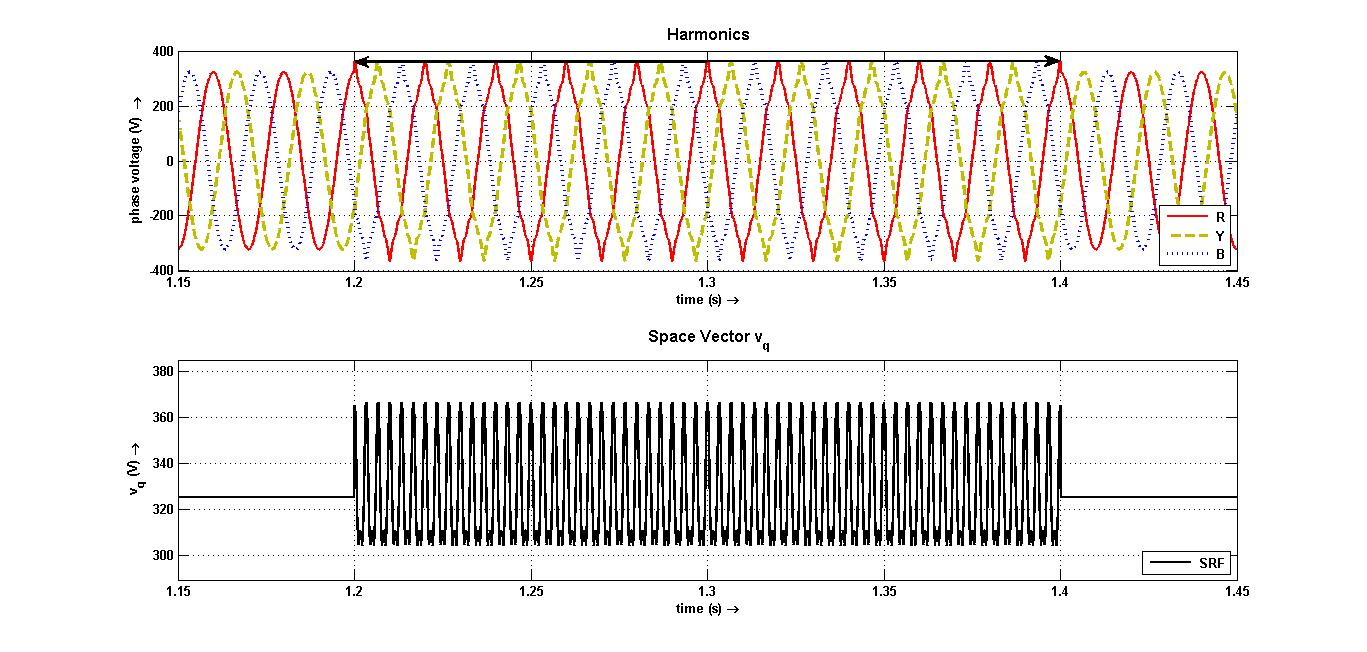 Harmonics
phase voltage (V) →
400
200
0
-200
-400
R
Y
B
1.15 1.2 1.25 1.3 1.35 1.4 1.45
time (s) →
Space Vector vq
vq (V) →
380
360
340
320
300
SRF
1.15 1.2 1.25 1.3 1.35 1.4 1.45
time (s) →